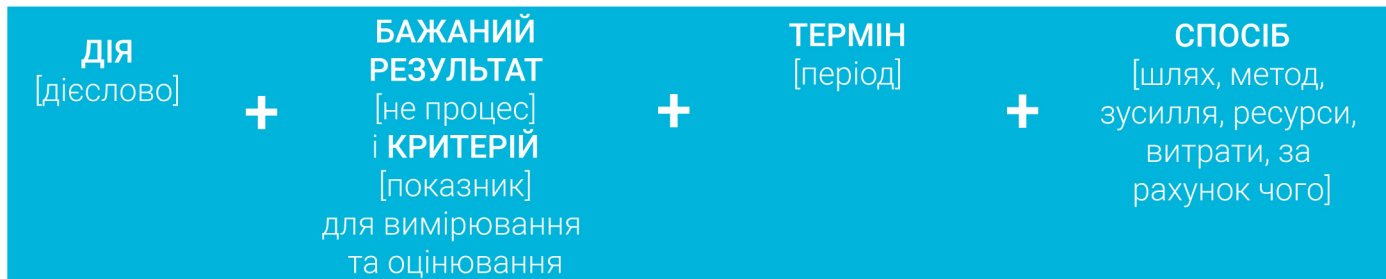 ДІЯ
[дієслово]
+
БАЖАНИЙ
РЕЗУЛЬТАТ
[не процес]
і КРИТЕРІЙ
[показник]
для вимірювання
та оцінювання
+
ТЕРМІН
[період]
+
СПОСІБ
[шлях, метод,
зусилля, ресурси,
витрати, за
рахунок чого]